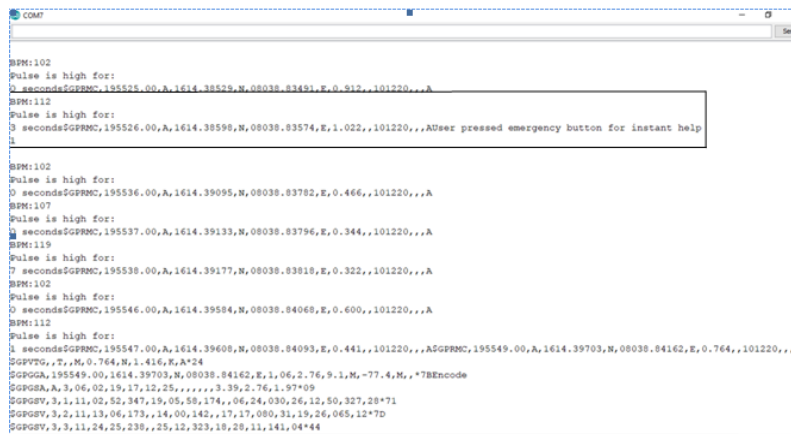 COM7
Se
BPM:102
Pulse is high for:
0 seconds$GPRMC,195525.00,A,1614.38529,N,08038.83491,E,0.912,,101220,,,A
BPM:112
Pulse is high for:
3 seconds$GPRMC,195526.00,A,1614.38598,N,08038.83574,E,1.022,,101220,,,AUser pressed emergency button for instant help
1
BPM:102
Pulse is high for:
0 seconds$GPRMC,195536.00,A,1614.39095,N,08038.83782,E,0.466,,101220,,,A
BPM:107
Pulse is high for:
0 seconds$GPRMC,195537.00,A,1614.39133,N,08038.83796,E,0.344,,101220,,,A
BPM:119
Pulse is high for:
7 seconds$GPRMC,195538.00,A,1614.39177,N,08038.83818,E,0.322,,101220,,,A
BPM:102
Pulse is high for:
0 seconds$GPRMC,195546.00,A,1614.39584,N,08038.84068,E,0.600,,101220,,,A
BPM:112
Pulse is high for:
1 seconds$GPRMC,195547.00,A,1614.39608,N,08038.84093,E,0.441,,101220,,,A$GPRMC,195549.00,A,1614.39703,N,08038.84162,E,0.764,,101220,,,
$GPVTG,,T,,M,0.764,N,1.416,K,A*24
$GPGGA,195549.00,1614.39703,N,08038.84162,E,1,06,2.76,9.1,M,-77.4,M,,*7BEncode
$GPGSA,A,3,06,02,19,17,12,25,,,,,,,3.39,2.76,1.97*09
$GPGSV,3,1,11,02,52,347,19,05,58,174,,06,24,030,26,12,50,327,28*71
$GPGSV,3,2,11,13,06,173,,14,00,142,,17,17,080,31,19,26,065,12*7D
$GPGSV,3,3,11,24,25,238,,25,12,323,18,28,11,141,04*44